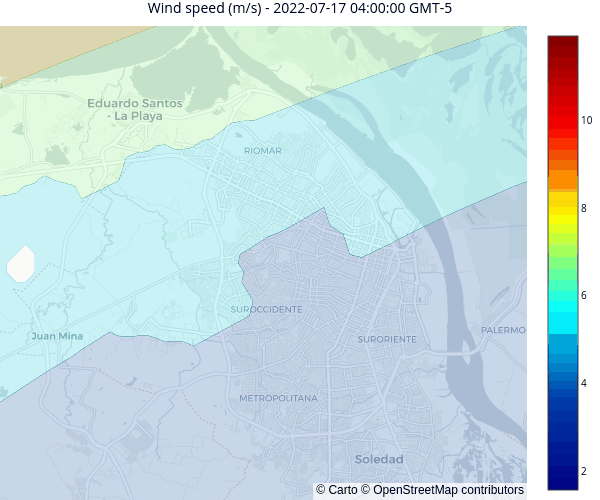 Wind speed (m/s) - 2022-07-17 04:00:00 GMT-5
Eduardo Santos
- La Playa
RIOMAR
SUROCCIDENTE
Juan Mina
SURORIENTE
PALERMO
METROPOLITANA
Soledad
© Carto © OpenStreetMap contributors
10
8
6
4
2